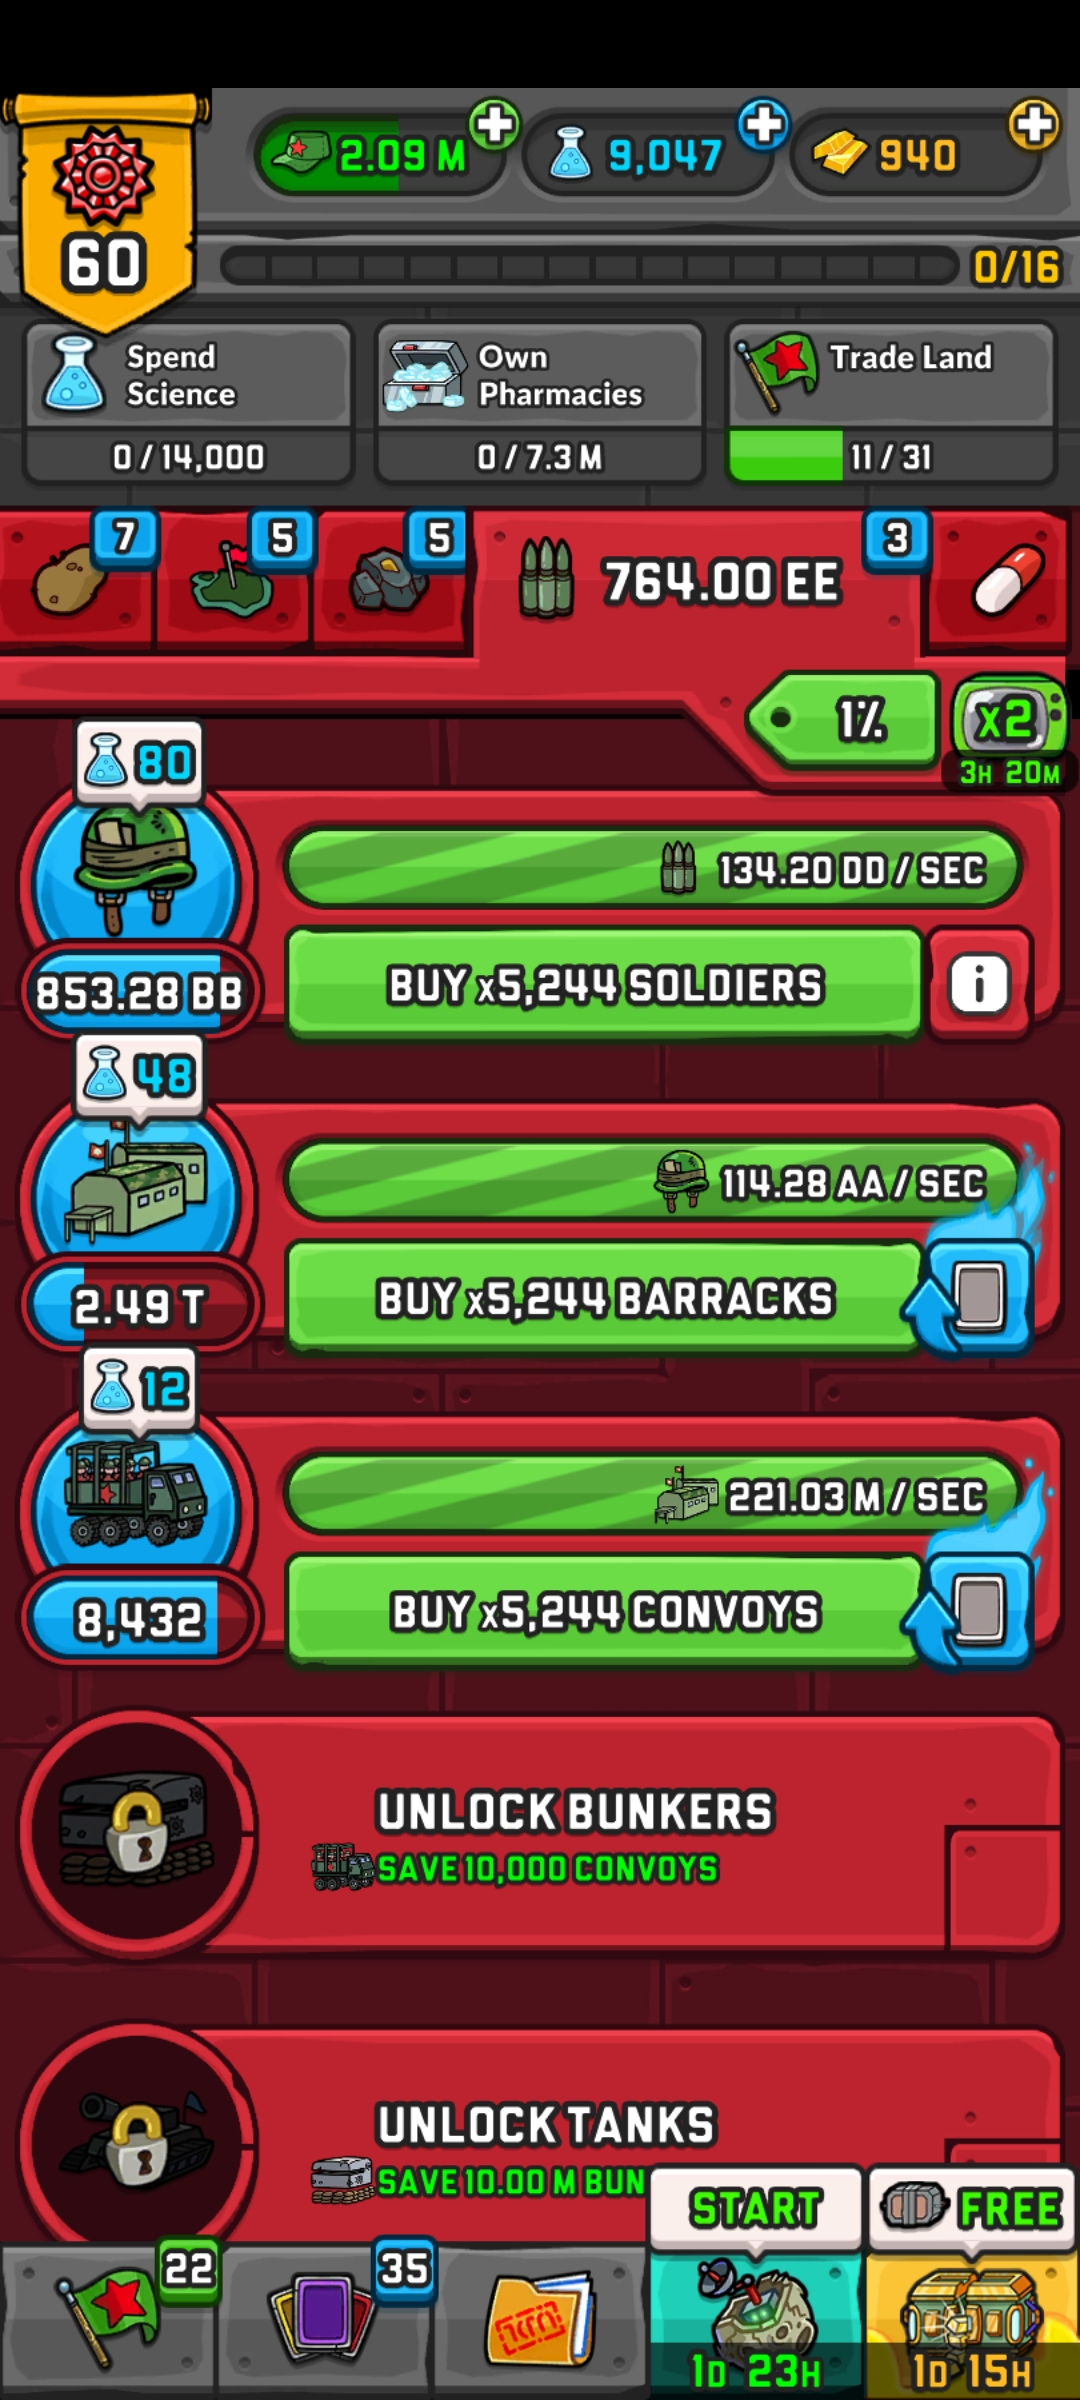 60
2.09 M
9,047
940
0/16
Spend
Science
0 / 14,000
Own
Pharmacies
0 / 7.3 M
Trade Land
11 / 31
7
5
5
764.00 EE
3
1%
x2
3H 20M
80
134.20 DD / SEC
853.28 BB
BUY x5,244 SOLDIERS
i
48
114.28 AA / SEC
2.49 T
BUY x5,244 BARRACKS
12
221.03 M / SEC
8,432
BUY x5,244 CONVOYS
UNLOCK BUNKERS
SAVE 10,000 CONVOYS
UNLOCK TANKS
SAVE 10.00 M BUN
START
FREE
22
35
1D 23H
1D 15H